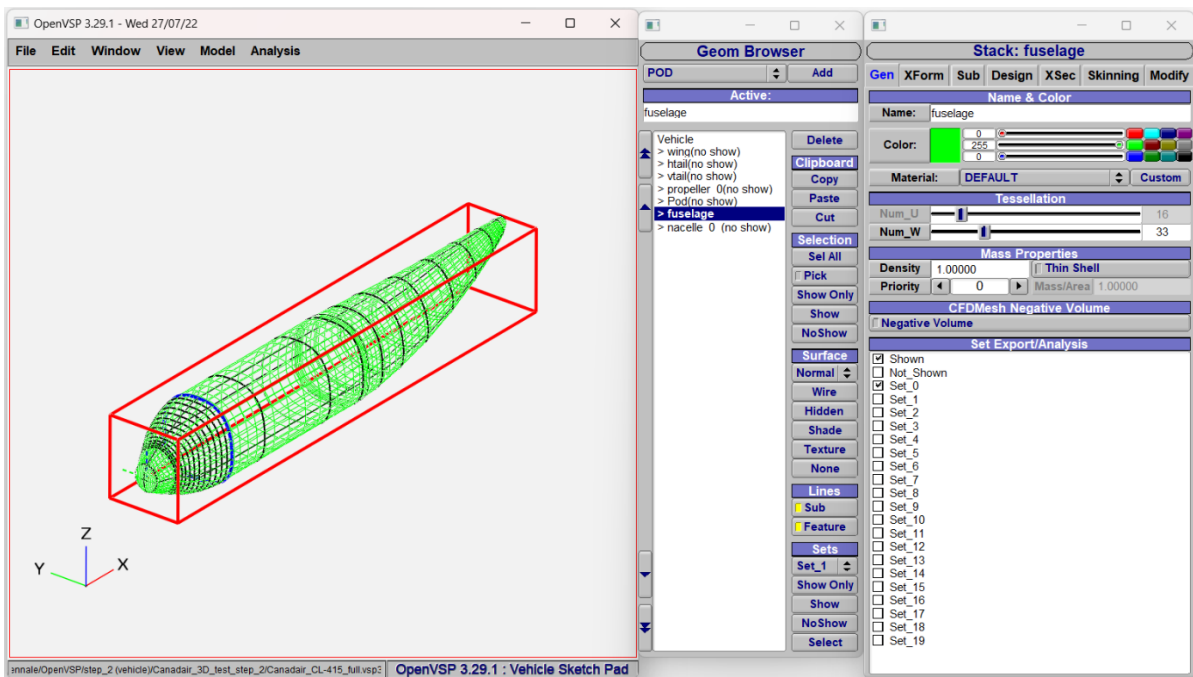 OpenVSP 3.29.1 - Wed 27/07/22
File Edit Window View Model Analysis
Z
Y
X
ennale/OpenVSP/step_2 (vehicle)/Canadair_3D_test_step_2/Canadair_CL-415_full.vsp3
OpenVSP 3.29.1 : Vehicle Sketch Pad
Geom Browser
POD Add
Active:
fuselage
Vehicle
> wing(no show)
> htail(no show)
> vtail(no show)
> propeller_0(no show)
> Pod(no show)
> fuselage
> nacelle_0 (no show)
Delete
Clipboard
Copy
Paste
Cut
Selection
Sel All
Pick
Show Only
Show
NoShow
Surface
Normal
Wire
Hidden
Shade
Texture
None
Lines
Sub
Feature
Sets
Set_1
Show Only
Show
NoShow
Select
Stack: fuselage
Gen XForm Sub Design XSec Skinning Modify
Name & Color
Name: fuselage
Color:
0
255
0
Material: DEFAULT Custom
Tessellation
Num_U 16
Num_W 33
Mass Properties
Density 1.00000 Thin Shell
Priority 0 Mass/Area 1.00000
CFDMesh Negative Volume
Negative Volume
Set Export/Analysis
Shown
Not_Shown
Set_0
Set_1
Set_2
Set_3
Set_4
Set_5
Set_6
Set_7
Set_8
Set_9
Set_10
Set_11
Set_12
Set_13
Set_14
Set_15
Set_16
Set_17
Set_18
Set_19